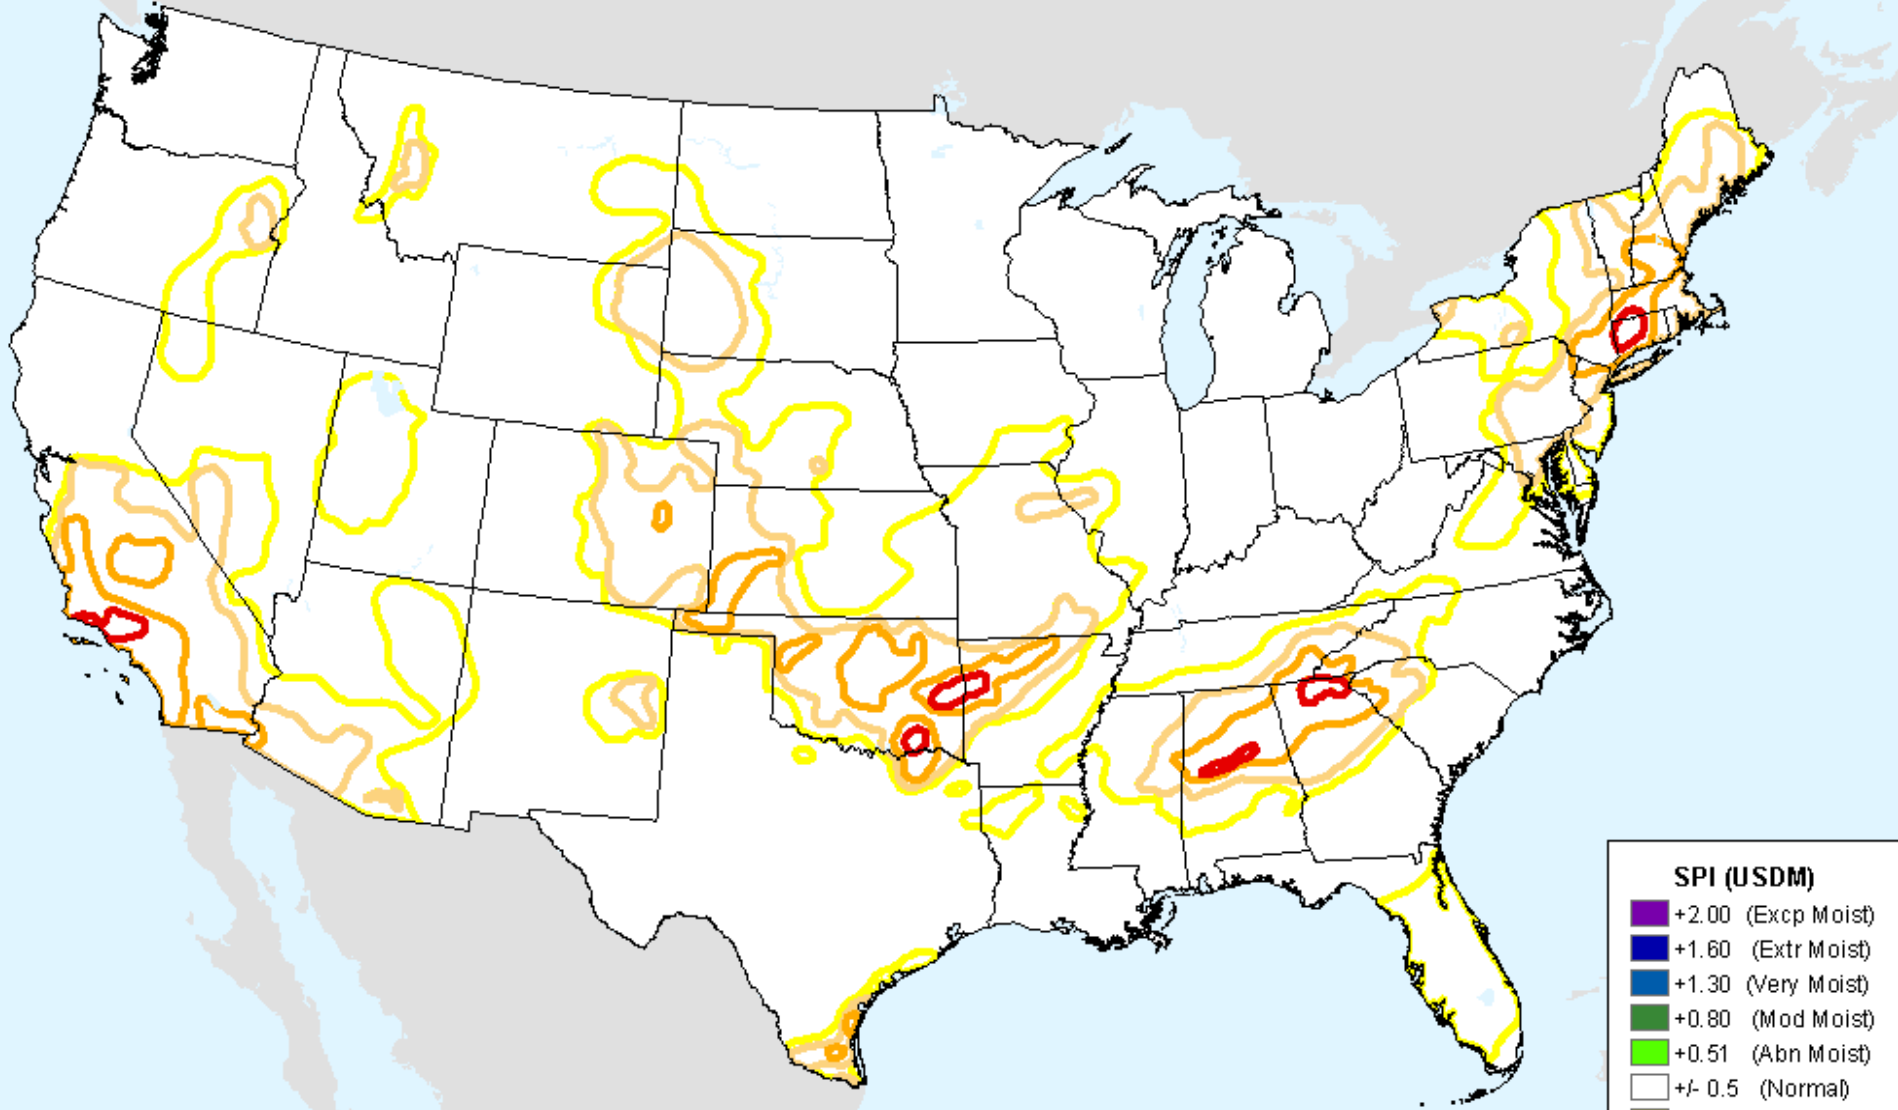 SPI (USDM)
+2.00 (Excp Moist)
+1.60 (Extr Moist)
+1.30 (Very Moist)
+0.80 (Mod Moist)
+0.51 (Abn Moist)
+/- 0.5 (Normal)